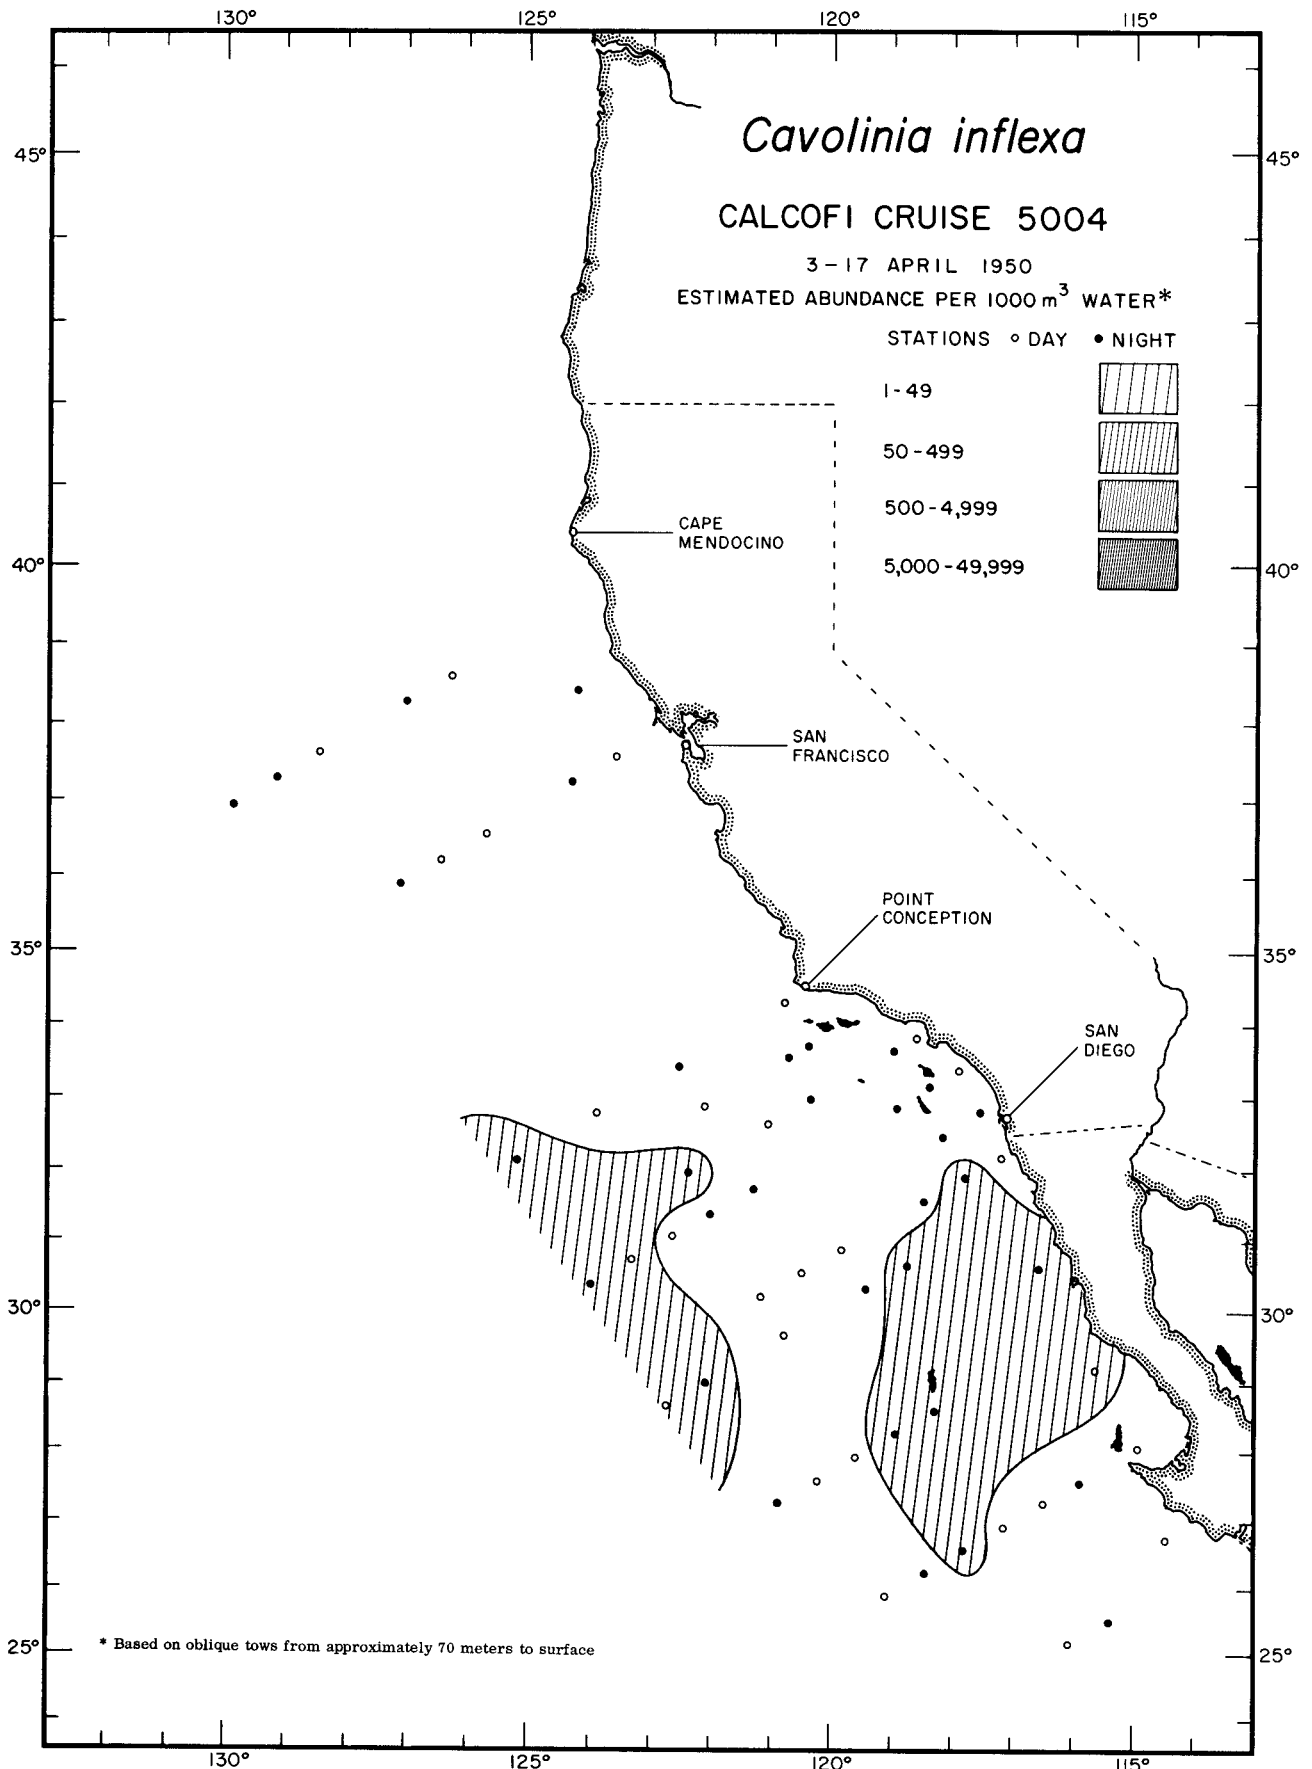 130° 125° 120° 115°
Cavolinia inflexa
45° 45°
CALCOFI CRUISE 5004
3-17 APRIL 1950
ESTIMATED ABUNDANCE PER 1000 m³ WATER*
STATIONS ○ DAY ● NIGHT
1-49
50-499
500-4,999
5,000-49,999
CAPE
MENDOCINO
40° 40°
SAN
FRANCISCO
POINT
CONCEPTION
35° 35°
SAN
DIEGO
30° 30°
25° 25°
* Based on oblique tows from approximately 70 meters to surface
130° 125° 120° 115°